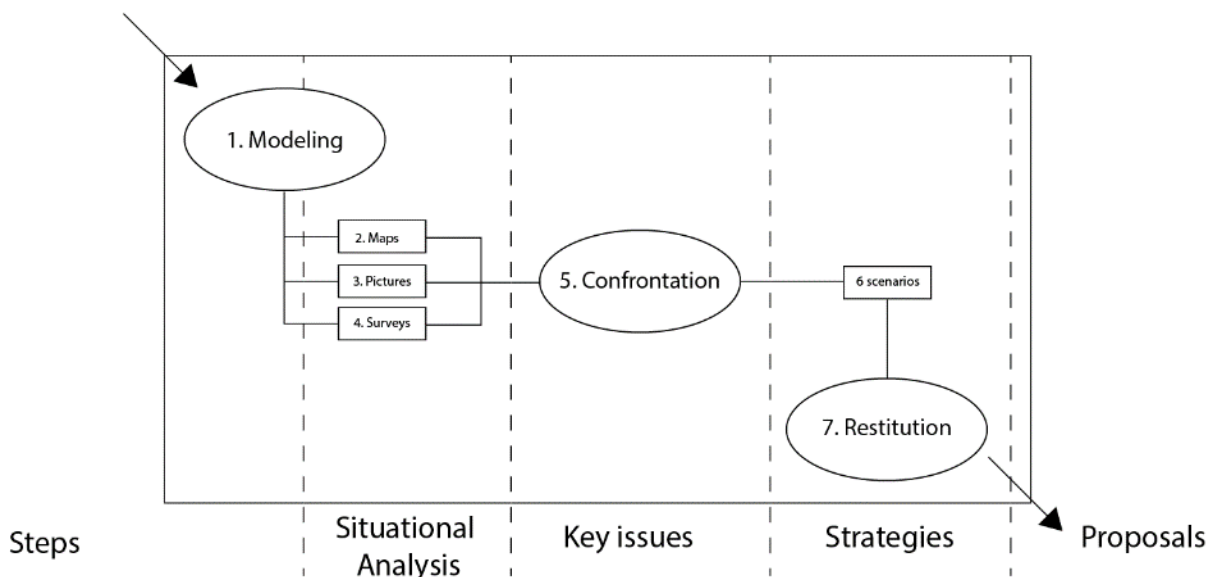 1. Modeling
2. Maps
3. Pictures
4. Surveys
5. Confrontation
6 scenarios
7. Restitution
Steps
Situational
Analysis
Key issues
Strategies
Proposals